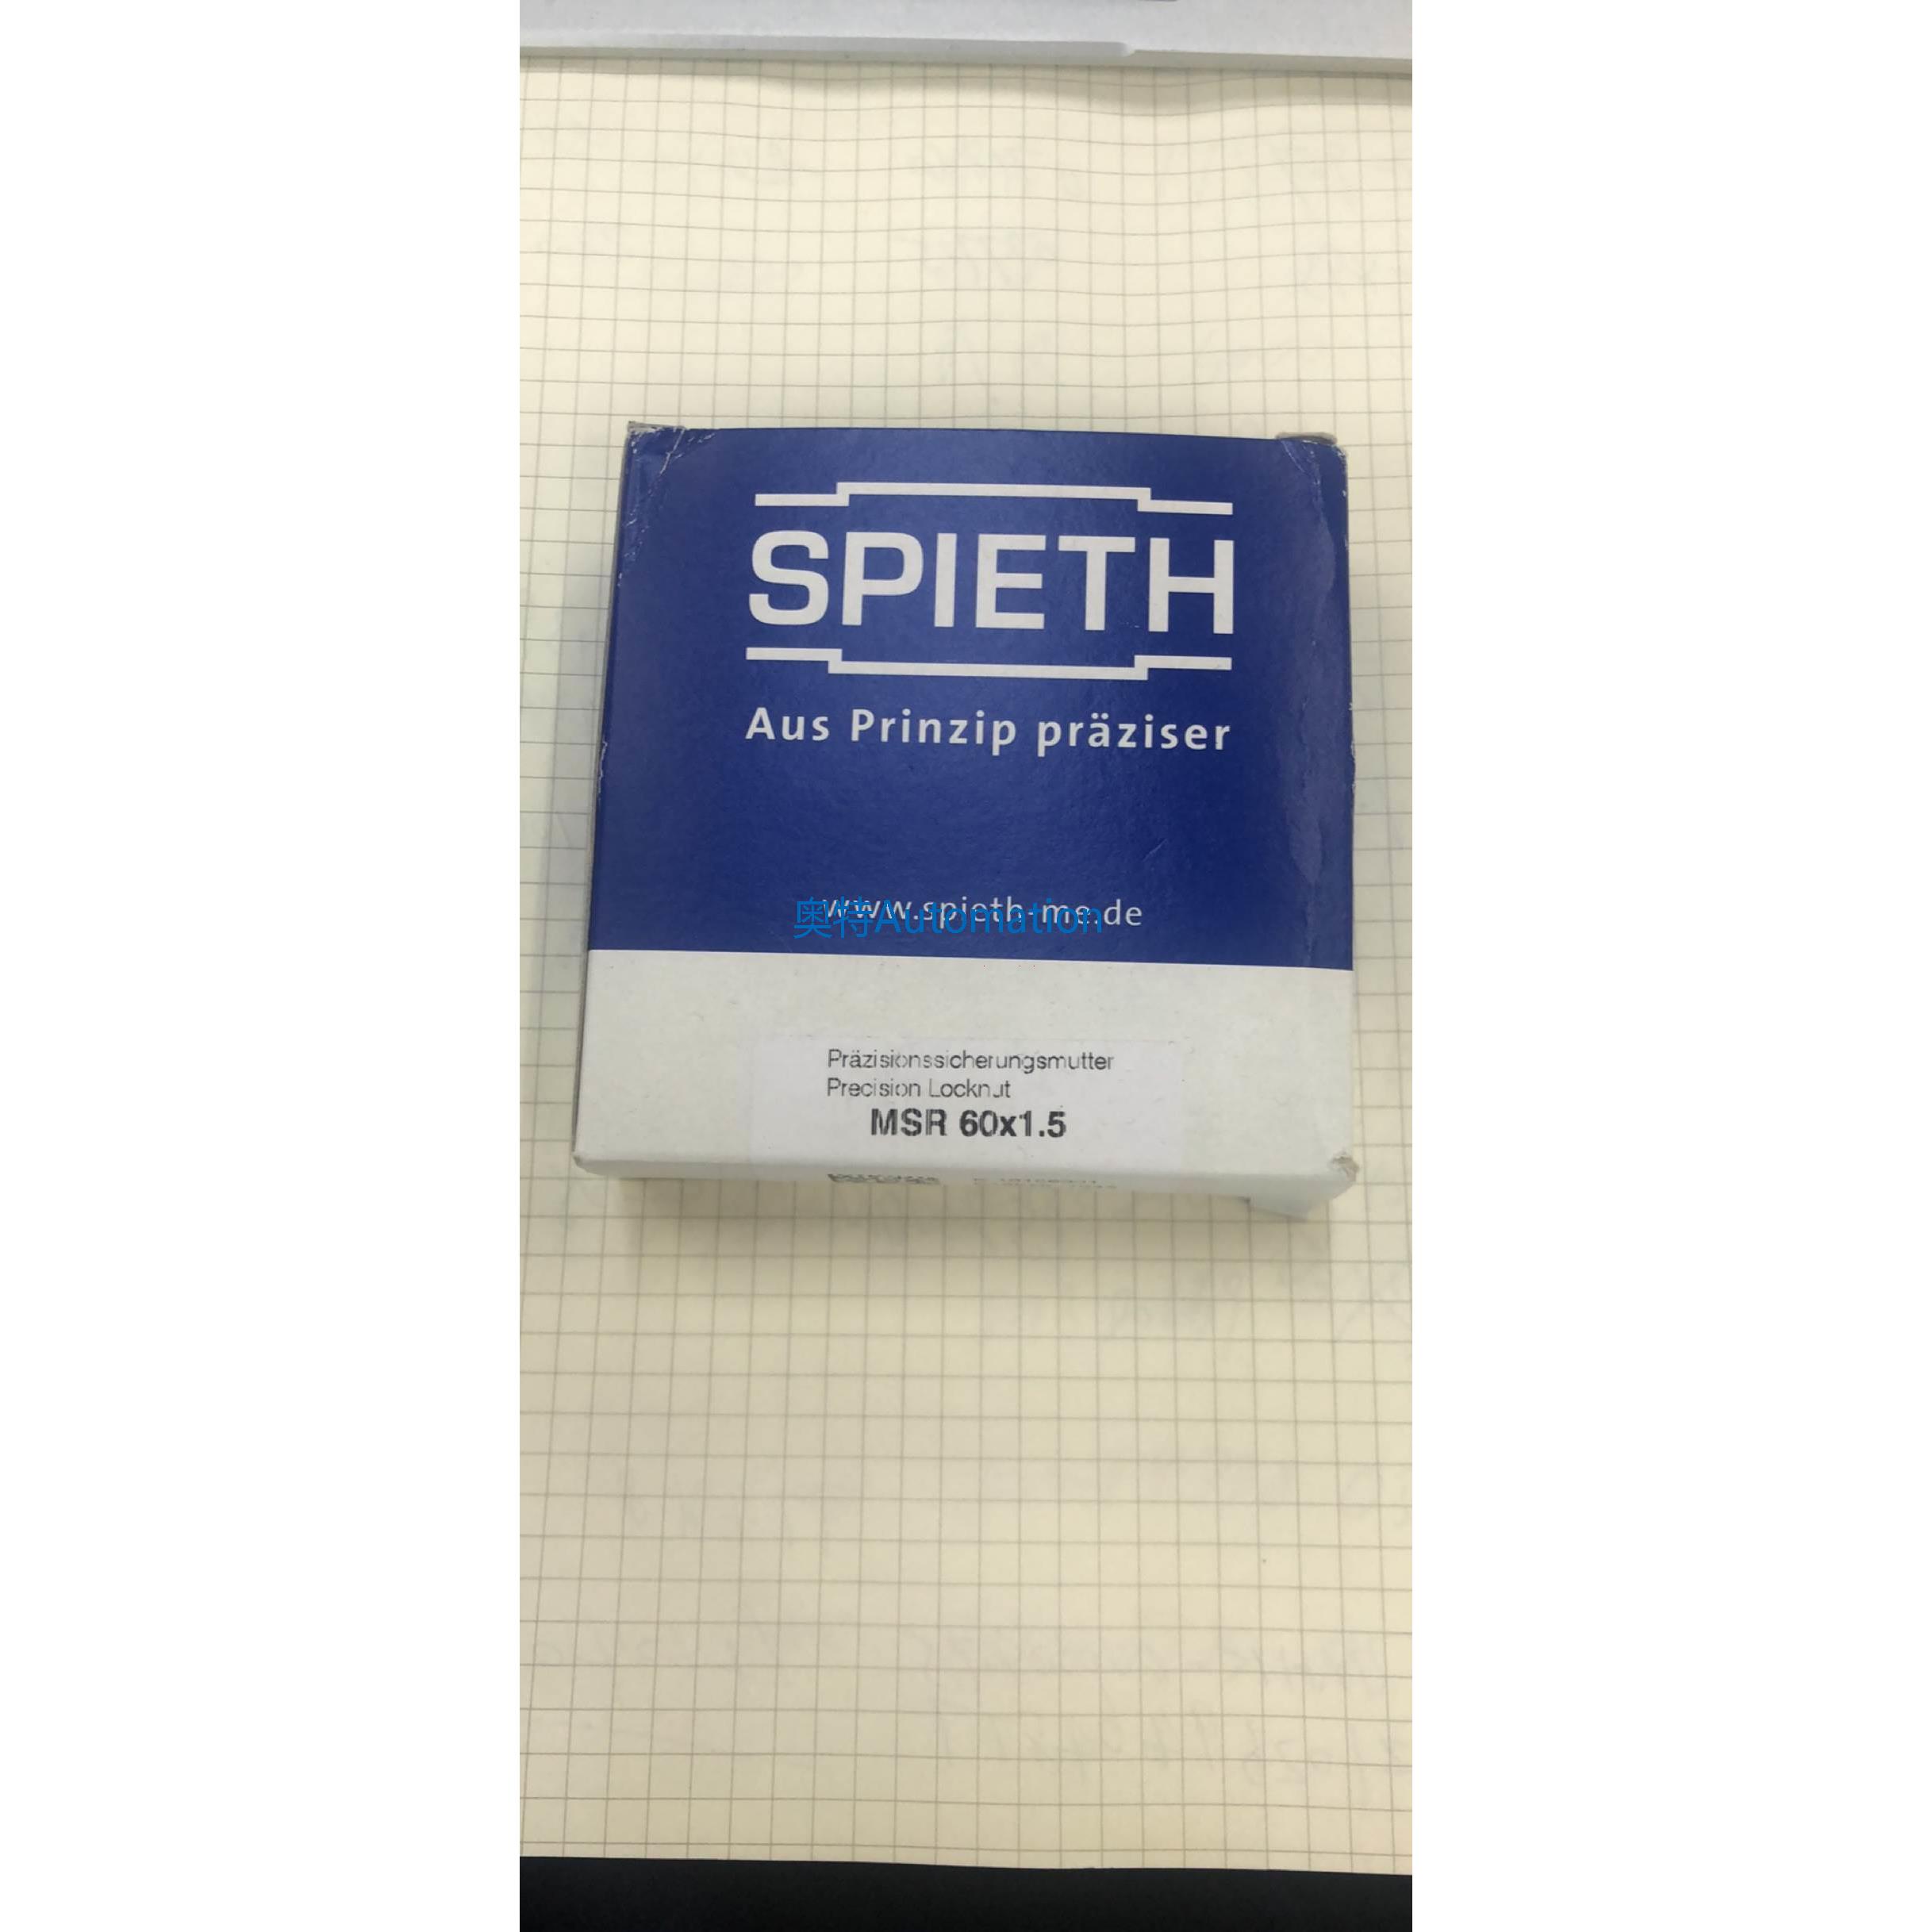 SPIETH
Aus Prinzip präziser
www.spieth-me.de
奥特Automation
Präzisionssicherungsmutter
Precision Locknut
MSR 60x1.5